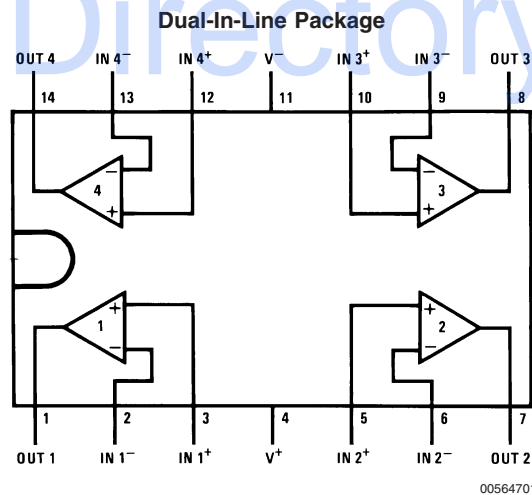 Directory
Dual-In-Line Package
OUT 4 IN 4⁻ IN 4⁺ V⁻ IN 3⁺ IN 3⁻ OUT 3
14 13 12 11 10 9 8
− −
4 3
+ +
+ +
1 2
− −
1 2 3 4 5 6 7
OUT 1 IN 1⁻ IN 1⁺ V⁺ IN 2⁺ IN 2⁻ OUT 2
0056470